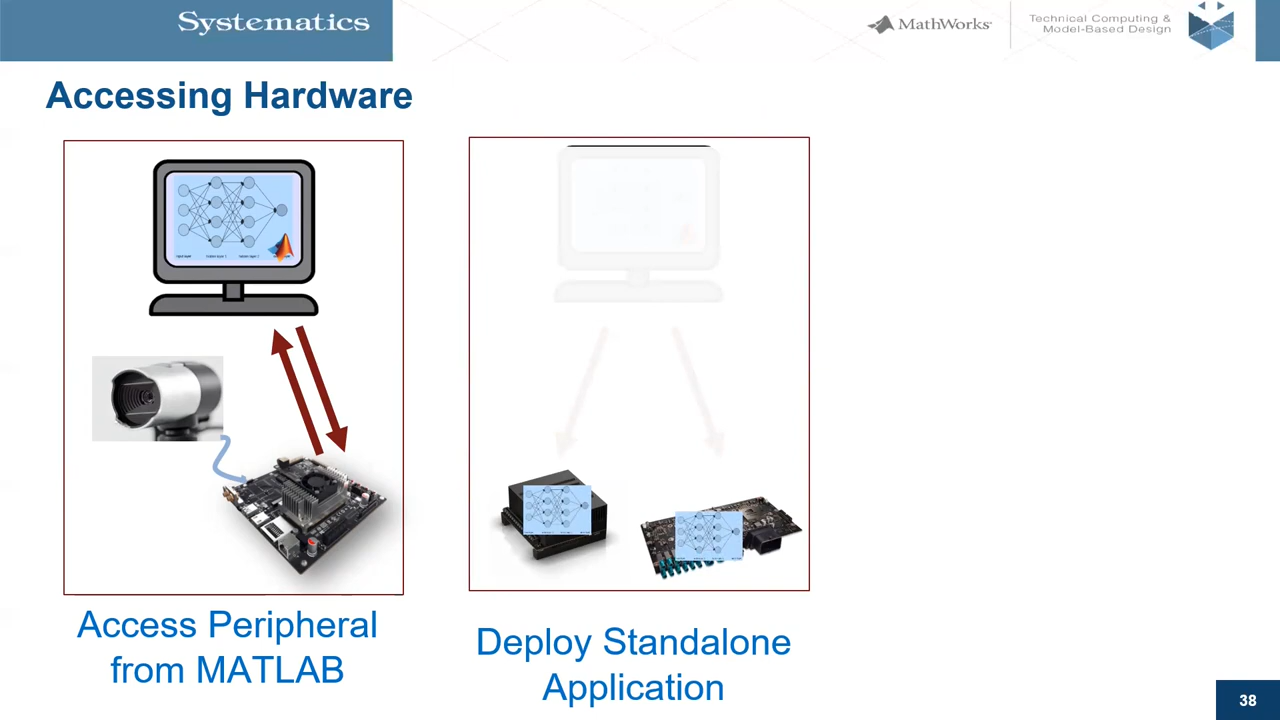 Systematics
MathWorks
Technical Computing &
Model-Based Design
Accessing Hardware
Access Peripheral
from MATLAB
Deploy Standalone
Application
38